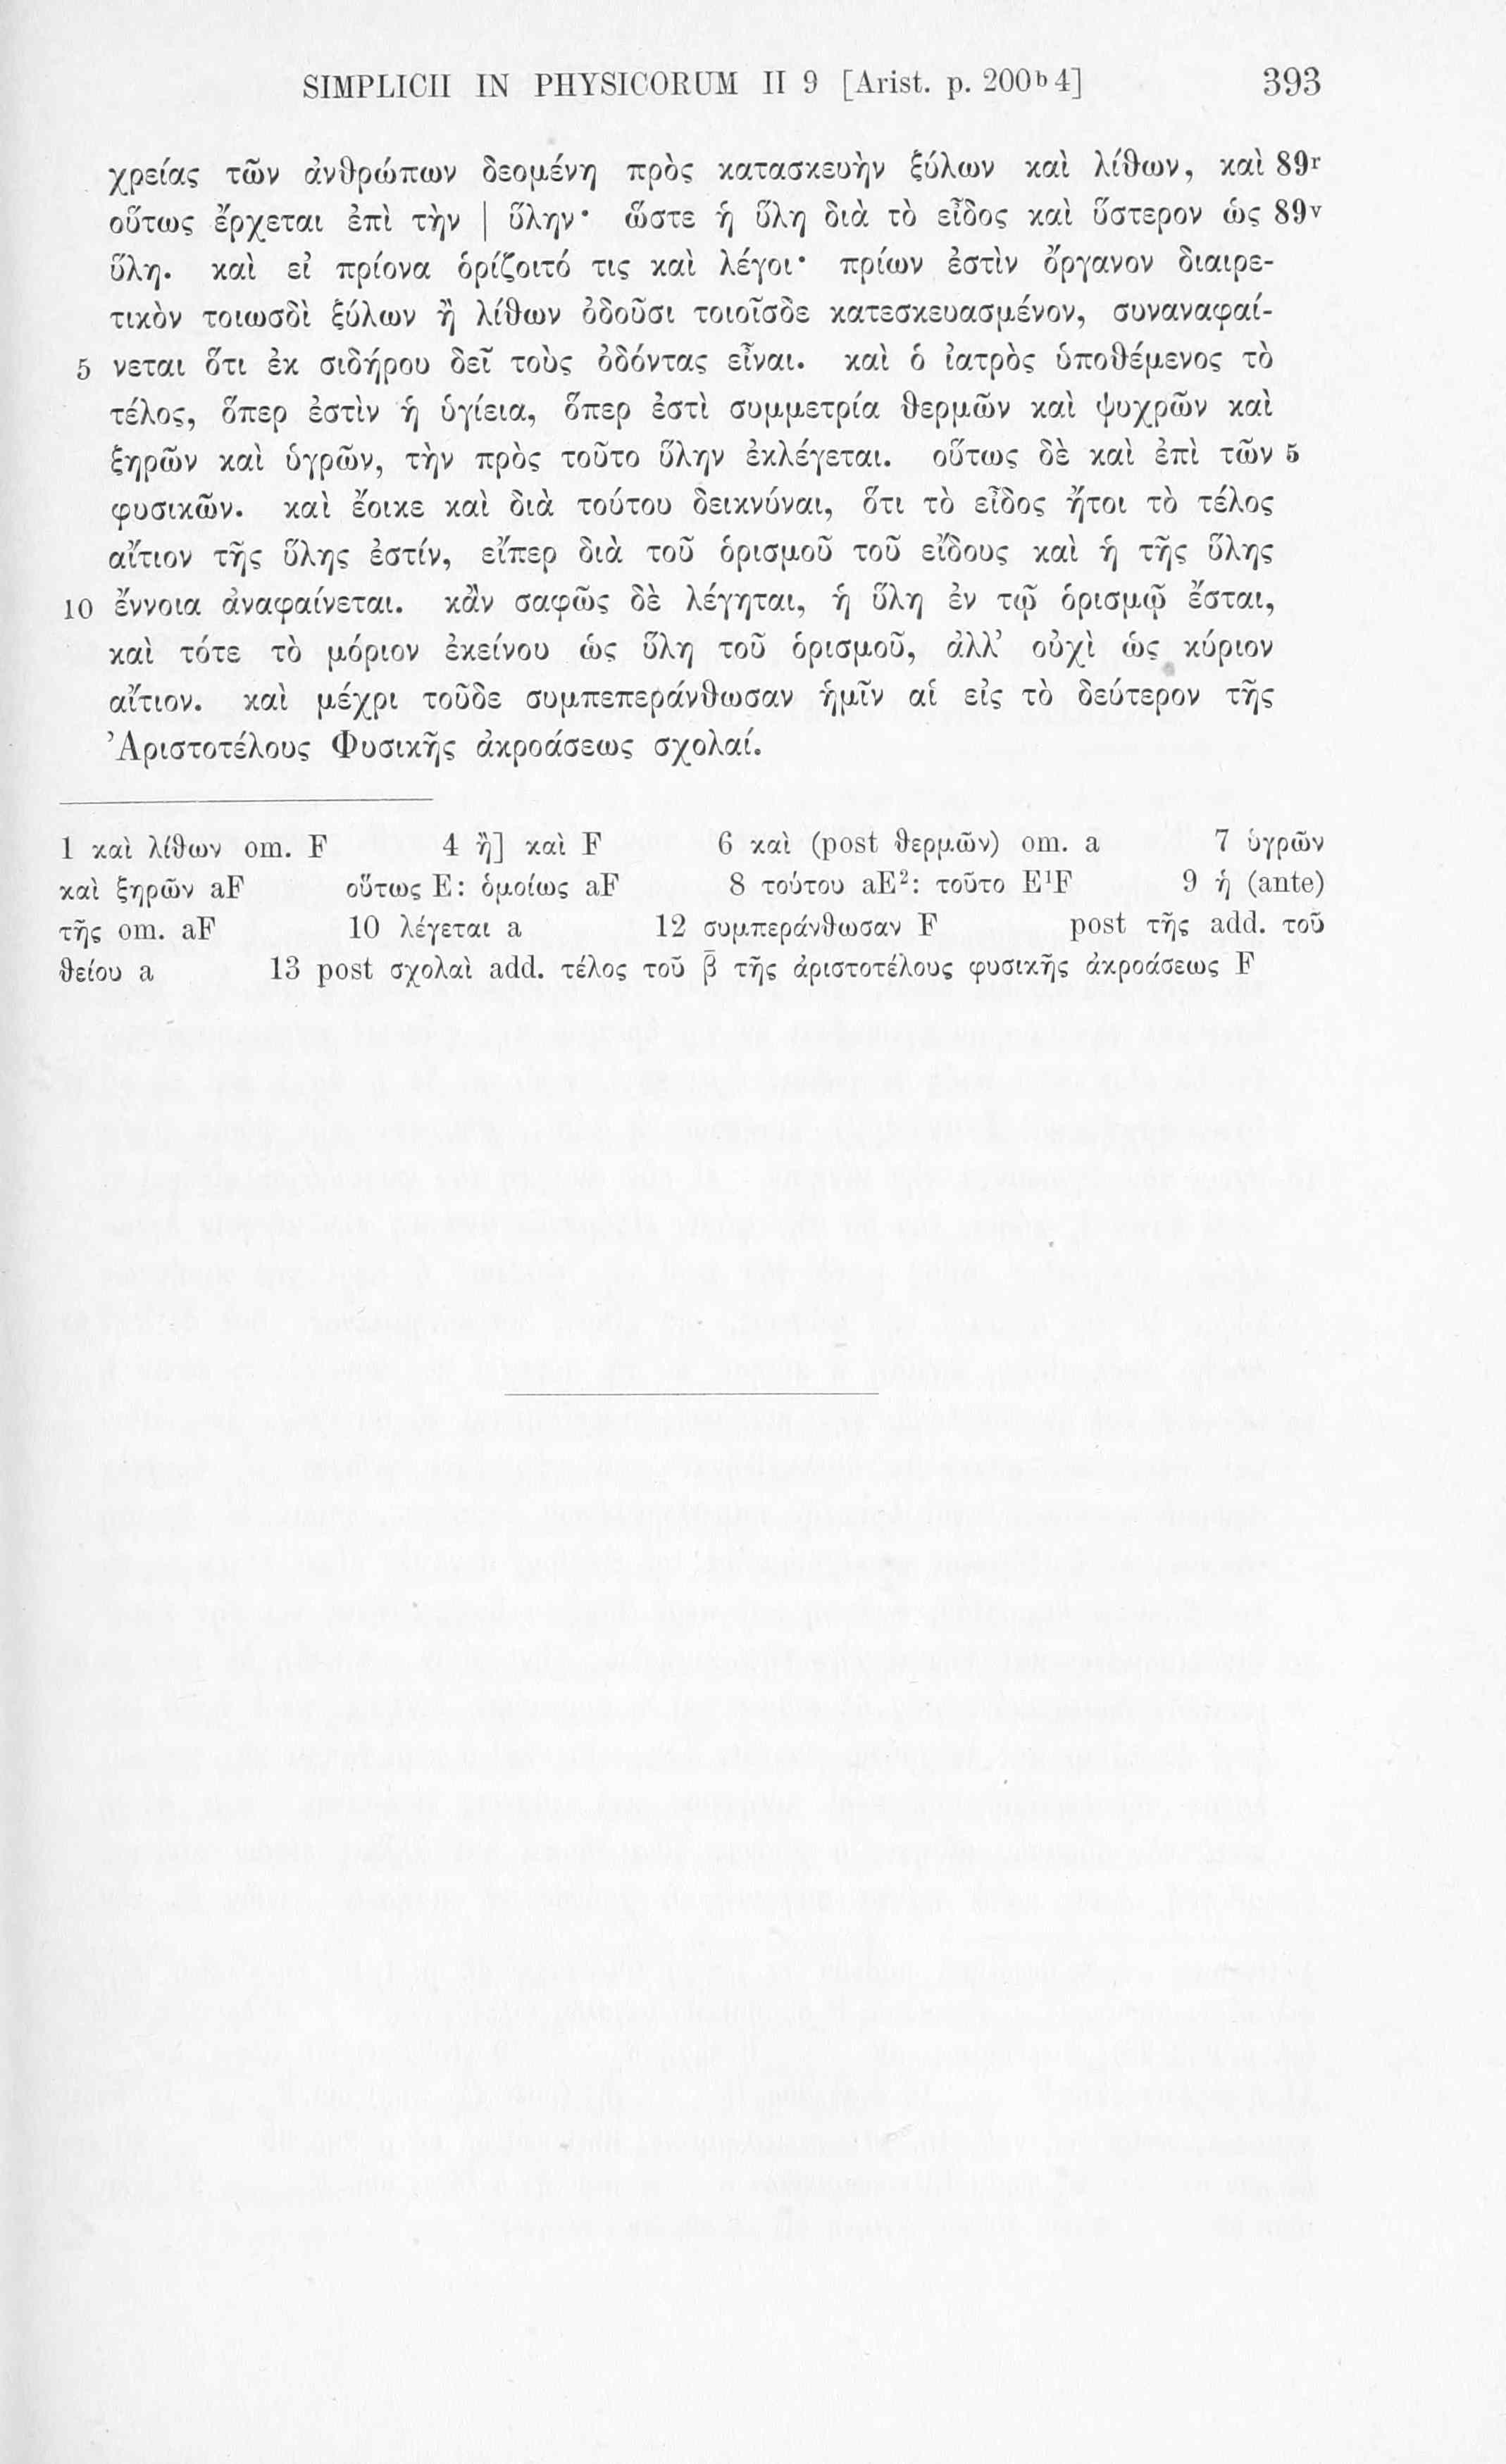 SIMPLICII IN PHYSICORUM II 9 [Arist. p. 200ᵇ4] 393
χρείας τῶν ἀνθρώπων δεομένη πρὸς κατασκευὴν ξύλων καὶ λίθων, καὶ 89ʳ
οὕτως ἔρχεται ἐπὶ τὴν | ὕλην· ὥστε ἡ ὕλη διὰ τὸ εἶδος καὶ ὕστερον ὡς 89ᵛ
ὕλη. καὶ εἰ πρίονα ὁρίζοιτό τις καὶ λέγοι· πρίων ἐστὶν ὄργανον διαιρε-
τικὸν τοιωσδὶ ξύλων ἢ λίθων ὀδοῦσι τοιοῖσδε κατεσκευασμένον, συναναφαί-
5 νεται ὅτι ἐκ σιδήρου δεῖ τοὺς ὀδόντας εἶναι. καὶ ὁ ἰατρὸς ὑποθέμενος τὸ
τέλος, ὅπερ ἐστὶν ἡ ὑγίεια, ὅπερ ἐστὶ συμμετρία θερμῶν καὶ ψυχρῶν καὶ
ξηρῶν καὶ ὑγρῶν, τὴν πρὸς τοῦτο ὕλην ἐκλέγεται. οὕτως δὲ καὶ ἐπὶ τῶν 5
φυσικῶν. καὶ ἔοικε καὶ διὰ τούτου δεικνύναι, ὅτι τὸ εἶδος ἤτοι τὸ τέλος
αἴτιον τῆς ὕλης ἐστίν, εἴπερ διὰ τοῦ ὁρισμοῦ τοῦ εἴδους καὶ ἡ τῆς ὕλης
10 ἔννοια ἀναφαίνεται. κἂν σαφῶς δὲ λέγηται, ἡ ὕλη ἐν τῷ ὁρισμῷ ἔσται,
καὶ τότε τὸ μόριον ἐκείνου ὡς ὕλη τοῦ ὁρισμοῦ, ἀλλ’ οὐχὶ ὡς κύριον
αἴτιον. καὶ μέχρι τοῦδε συμπεπεράνθωσαν ἡμῖν αἱ εἰς τὸ δεύτερον τῆς
Ἀριστοτέλους Φυσικῆς ἀκροάσεως σχολαί.
1 καὶ λίθων om. F 4 ἢ] καὶ F 6 καὶ (post θερμῶν) om. a 7 ὑγρῶν
καὶ ξηρῶν aF οὕτως E: ὁμοίως aF 8 τούτου aE²: τοῦτο E¹F 9 ἡ (ante)
τῆς om. aF 10 λέγεται a 12 συμπεράνθωσαν F post τῆς add. τοῦ
θείου a 13 post σχολαὶ add. τέλος τοῦ β̄ τῆς ἀριστοτέλους φυσικῆς ἀκροάσεως F